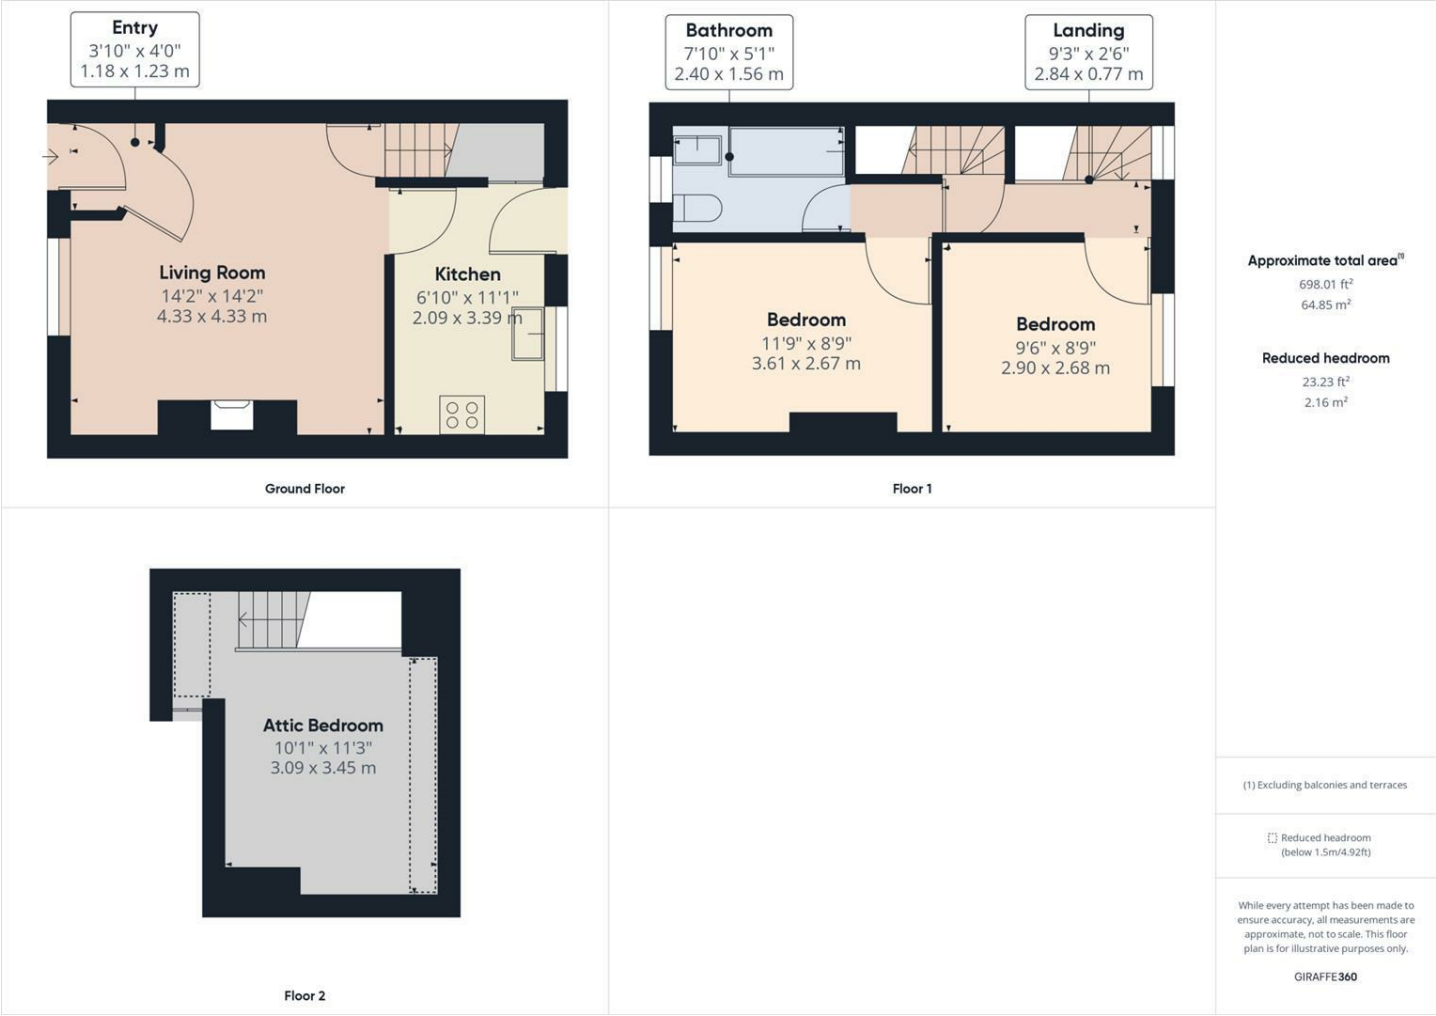 Entry
3'10" x 4'0"
1.18 x 1.23 m
Living Room
14'2" x 14'2"
4.33 x 4.33 m
Kitchen
6'10" x 11'1"
2.09 x 3.39 m
Ground Floor
Bathroom
7'10" x 5'1"
2.40 x 1.56 m
Landing
9'3" x 2'6"
2.84 x 0.77 m
Bedroom
11'9" x 8'9"
3.61 x 2.67 m
Bedroom
9'6" x 8'9"
2.90 x 2.68 m
Floor 1
Attic Bedroom
10'1" x 11'3"
3.09 x 3.45 m
Floor 2
Approximate total area(1)
698.01 ft²
64.85 m²
Reduced headroom
23.23 ft²
2.16 m²
(1) Excluding balconies and terraces
Reduced headroom
(below 1.5m/4.92ft)
While every attempt has been made to
ensure accuracy, all measurements are
approximate, not to scale. This floor
plan is for illustrative purposes only.
GIRAFFE360